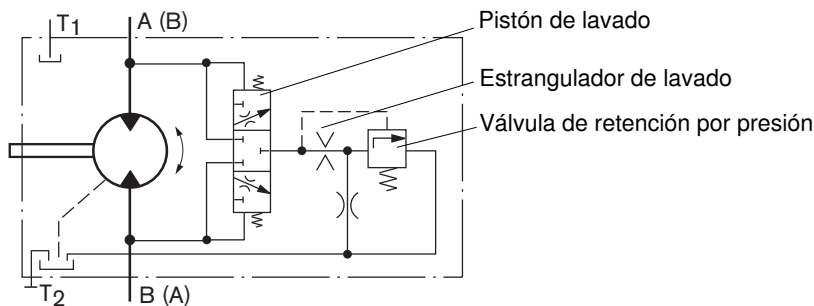 T1
A (B)
Pistón de lavado
Estrangulador de lavado
Válvula de retención por presión
T2
B (A)